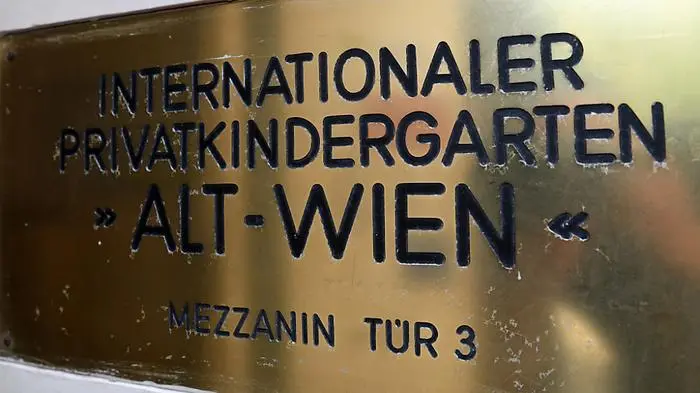 INTERNATIONALER
PRIVATKINDERGARTEN
» ALT-WIEN «
MEZZANIN TÜR 3